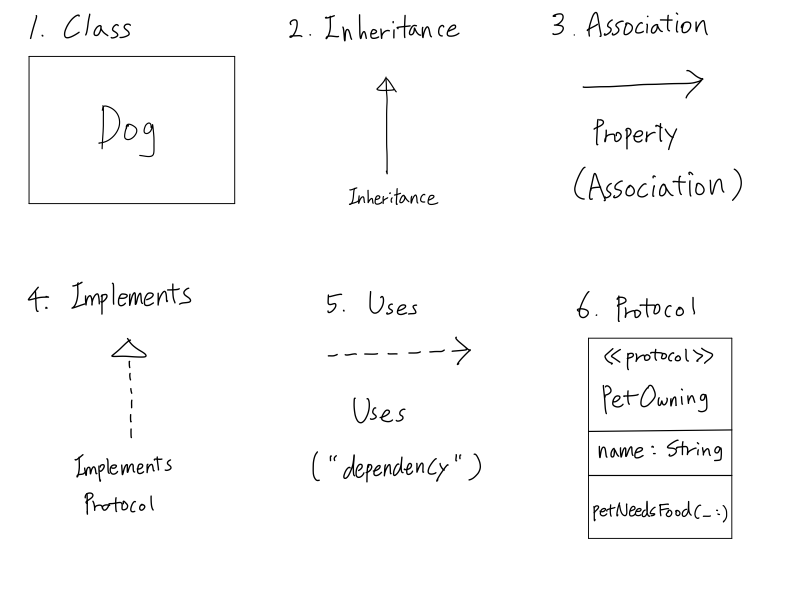 1. Class
Dog
2. Inheritance
Inheritance
3. Association
Property
(Association)
4. Implements
Implements
Protocol
5. Uses
Uses
("dependency")
6. Protocol
<<protocol>>
PetOwning
name: String
petNeedsFood(_:)